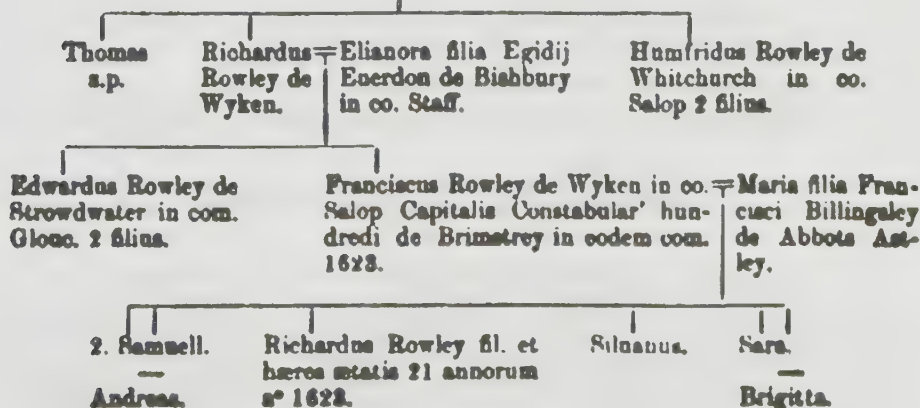 Thomas
s.p.
Richardus
Rowley de
Wyken.
Elianora filia Egidij
Enerdon de Bishbury
in co. Staff.
Humfridus Rowley de
Whitchurch in co.
Salop 2 filius.
Edwardus Rowley de
Strowdwater in com.
Glouc. 2 filius.
Franciscus Rowley de Wyken in co.
Salop Capitalis Constabular' hun-
dredi de Brimstrey in eodem com.
1623.
Maria filia Fran-
cisci Billingsley
de Abbots Ast-
ley.
2. Samuell.
Andreas.
Richardus Rowley fil. et
hæres ætatis 21 annorum
aº 1623.
Siluanus.
Sara.
Brigitta.